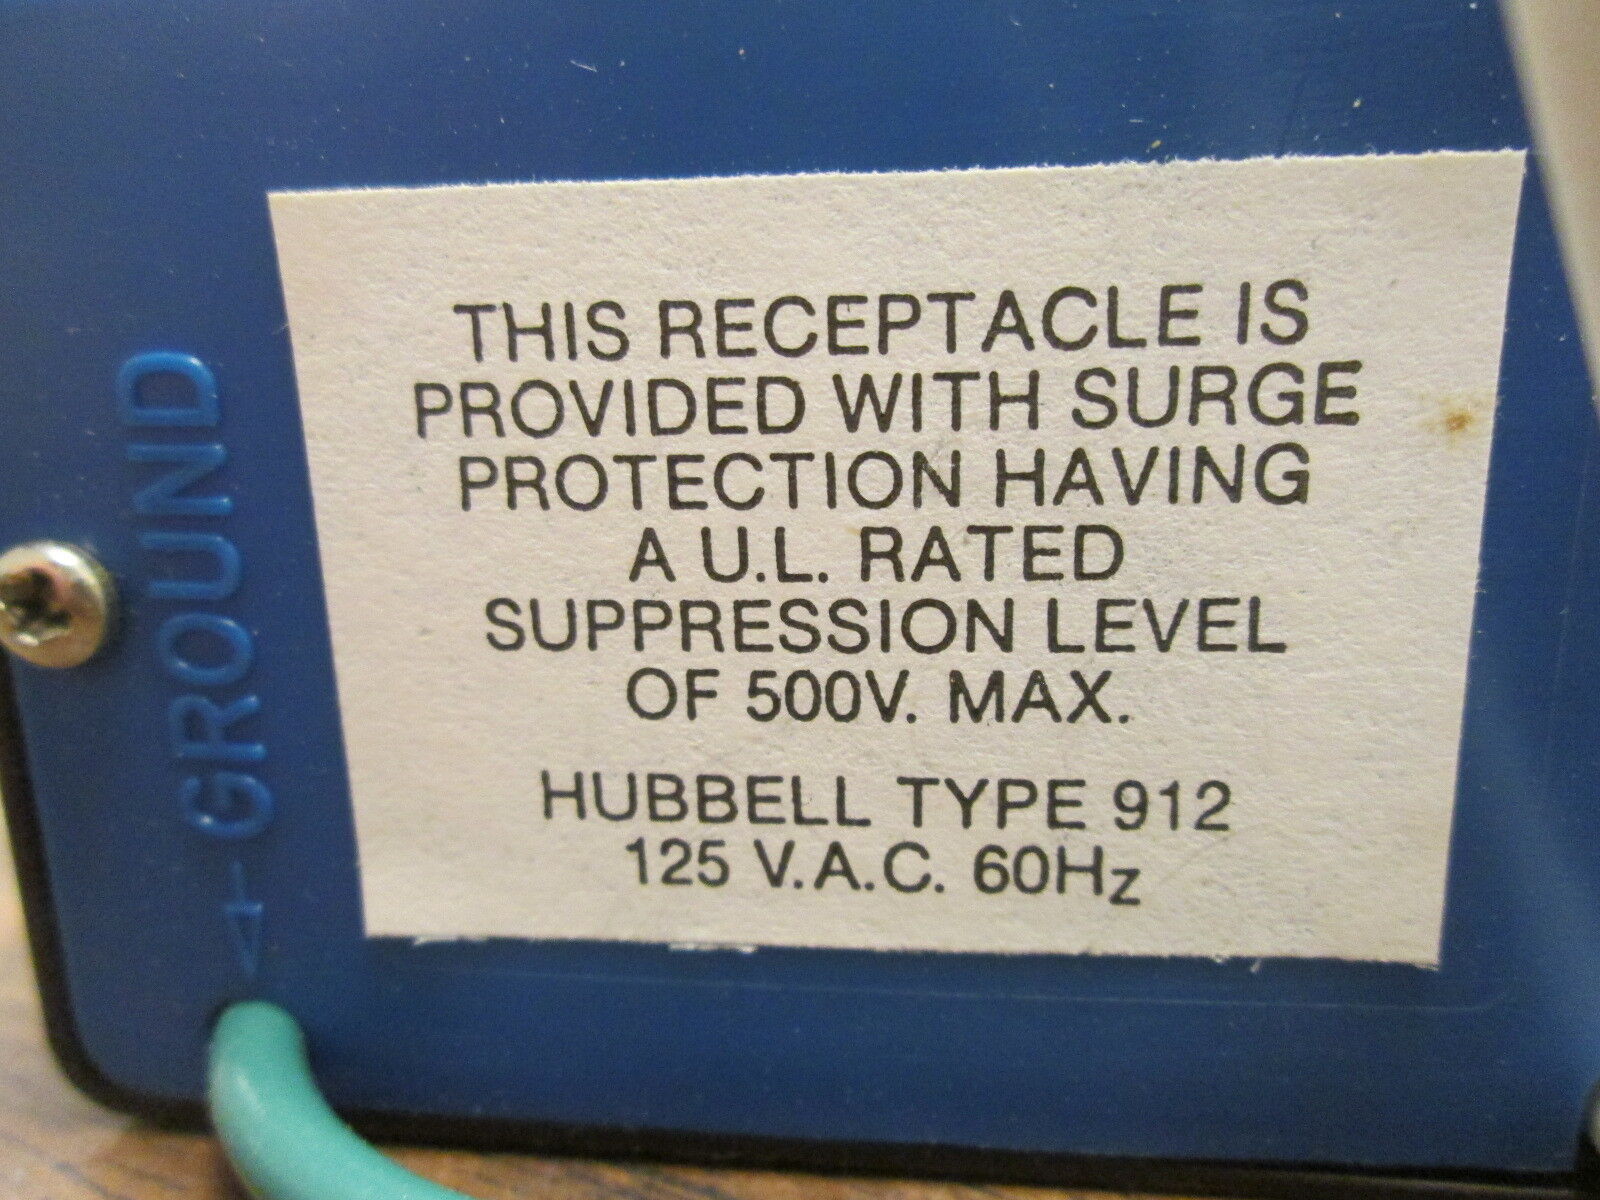 GROUND
THIS RECEPTACLE IS
PROVIDED WITH SURGE
PROTECTION HAVING
A U.L. RATED
SUPPRESSION LEVEL
OF 500V. MAX.
HUBBELL TYPE 912
125 V.A.C. 60Hz